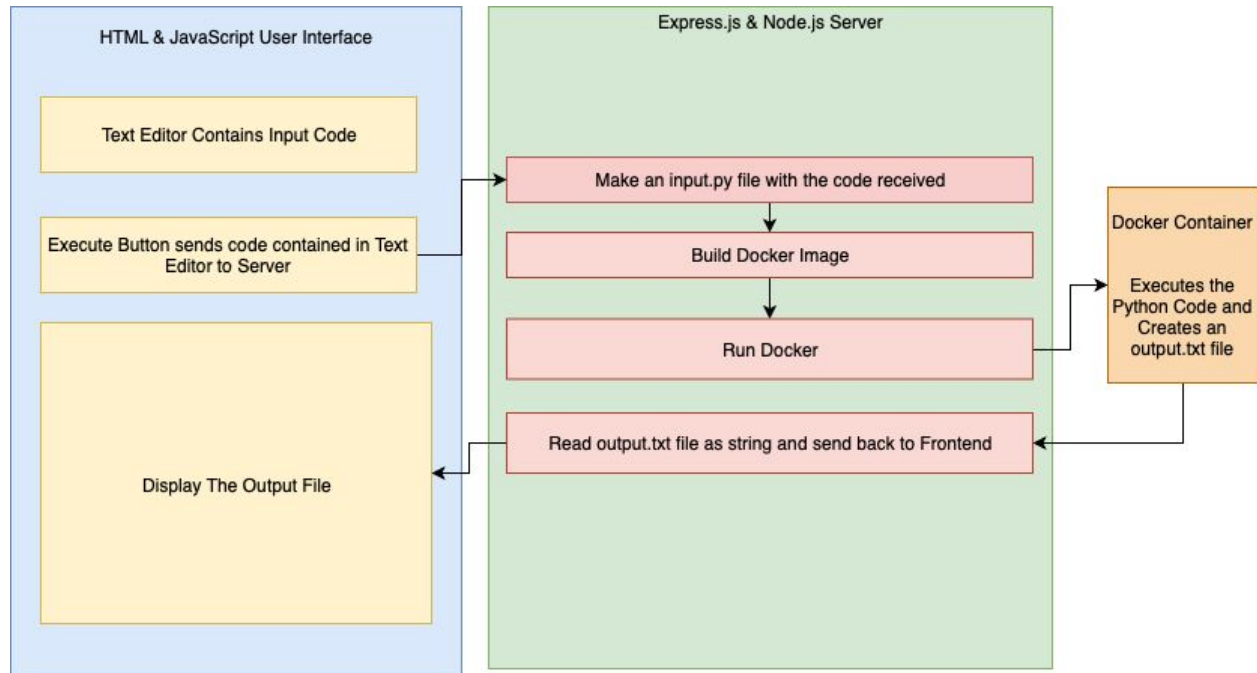 HTML & JavaScript User Interface
Text Editor Contains Input Code
Execute Button sends code contained in Text
Editor to Server
Display The Output File
Express.js & Node.js Server
Make an input.py file with the code received
Build Docker Image
Run Docker
Read output.txt file as string and send back to Frontend
Docker Container
Executes the
Python Code and
Creates an
output.txt file